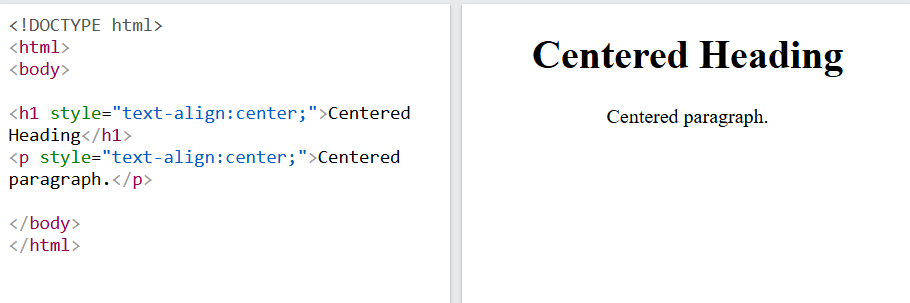 <!DOCTYPE html>
<html>
<body>
<h1 style="text-align:center;">Centered
Heading</h1>
<p style="text-align:center;">Centered
paragraph.</p>
</body>
</html>
Centered Heading
Centered paragraph.